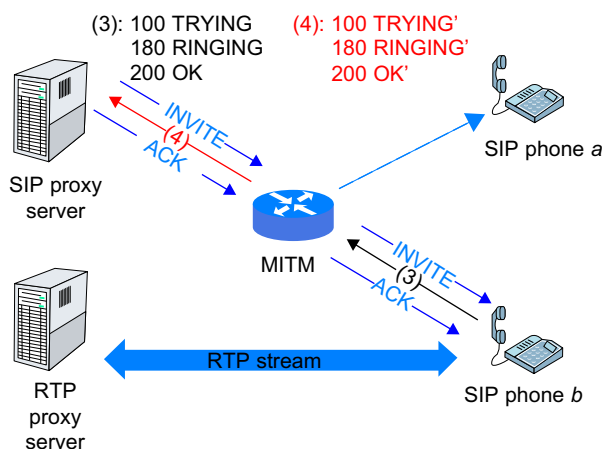 (3): 100 TRYING
180 RINGING
200 OK
(4): 100 TRYING’
180 RINGING’
200 OK’
INVITE
(4)
ACK
SIP proxy
server
SIP phone a
MITM
INVITE
(3)
ACK
RTP stream
SIP phone b
RTP
proxy
server